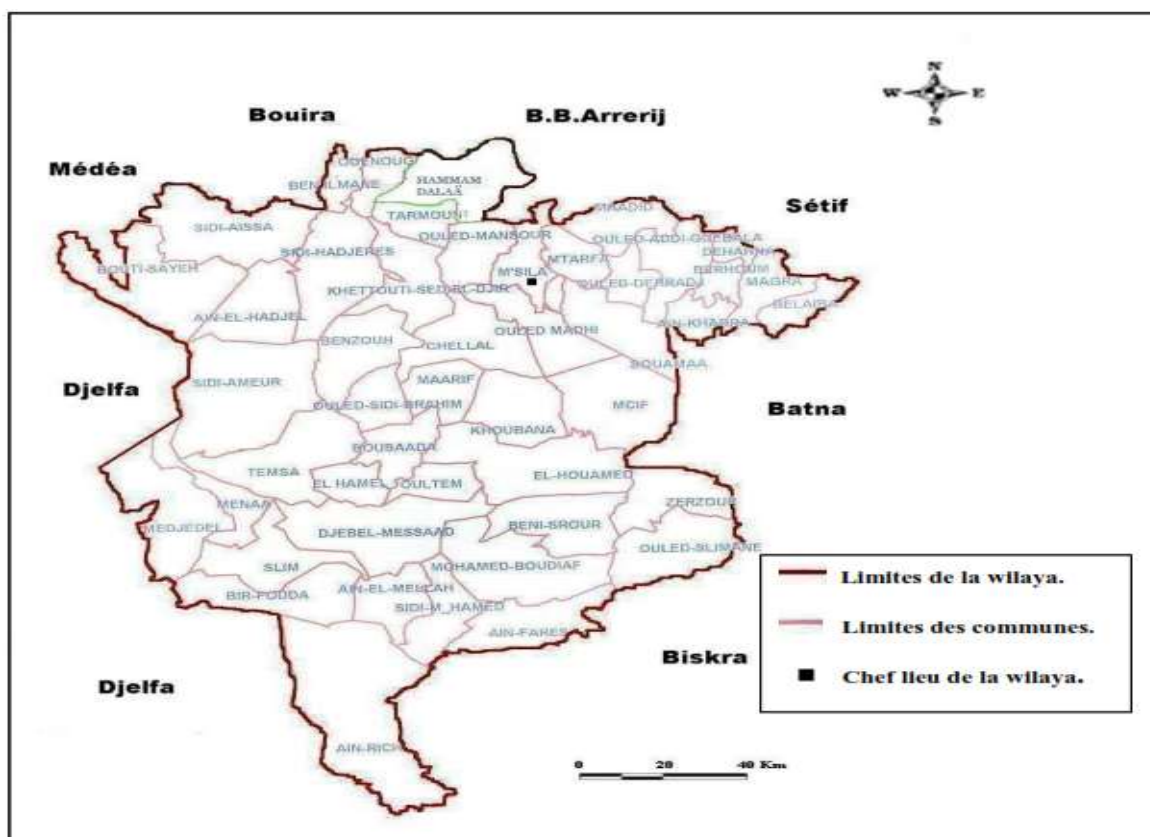 N
W E
S
Bouira
B.B.Arrerij
Médéa
Sétif
OUENOUG
BENILMANE
HAMMAM
DALAÂ
TARMOUNT
MAADID
SIDI-AISSA
OULED-MANSOUR
OULED-ADDI-GUEBALA
SIDI-HADJERES
DEHAHNA
BOUTI-SAYEH
M'SILA
MTARFA
BERHOUM
OULED-DERRADJ
MAGRA
KHETTOUTI-SED-EL-DJIR
BELAIBA
AIN-EL-HADJEL
AIN-KHADRA
BENZOUH
CHELLAL
OULED MADHI
SOUAMAA
Djelfa
SIDI-AMEUR
MAARIF
OULED-SIDI-BRAHIM
MCIF
Batna
KHOUBANA
BOUSAADA
TEMSA
EL HAMEL
OULTEM
EL-HOUAMED
MENAA
ZERZOUR
MEDJEDEL
DJEBEL-MESSAAD
BENI-SROUR
OULED-SLIMANE
SLIM
MOHAMED-BOUDIAF
BIR-FODDA
AIN-EL-MELLAH
SIDI-M_HAMED
AIN-FARES
Limites de la wilaya.
Limites des communes.
Chef lieu de la wilaya.
Biskra
Djelfa
AIN-RICH
0 20 40 Km